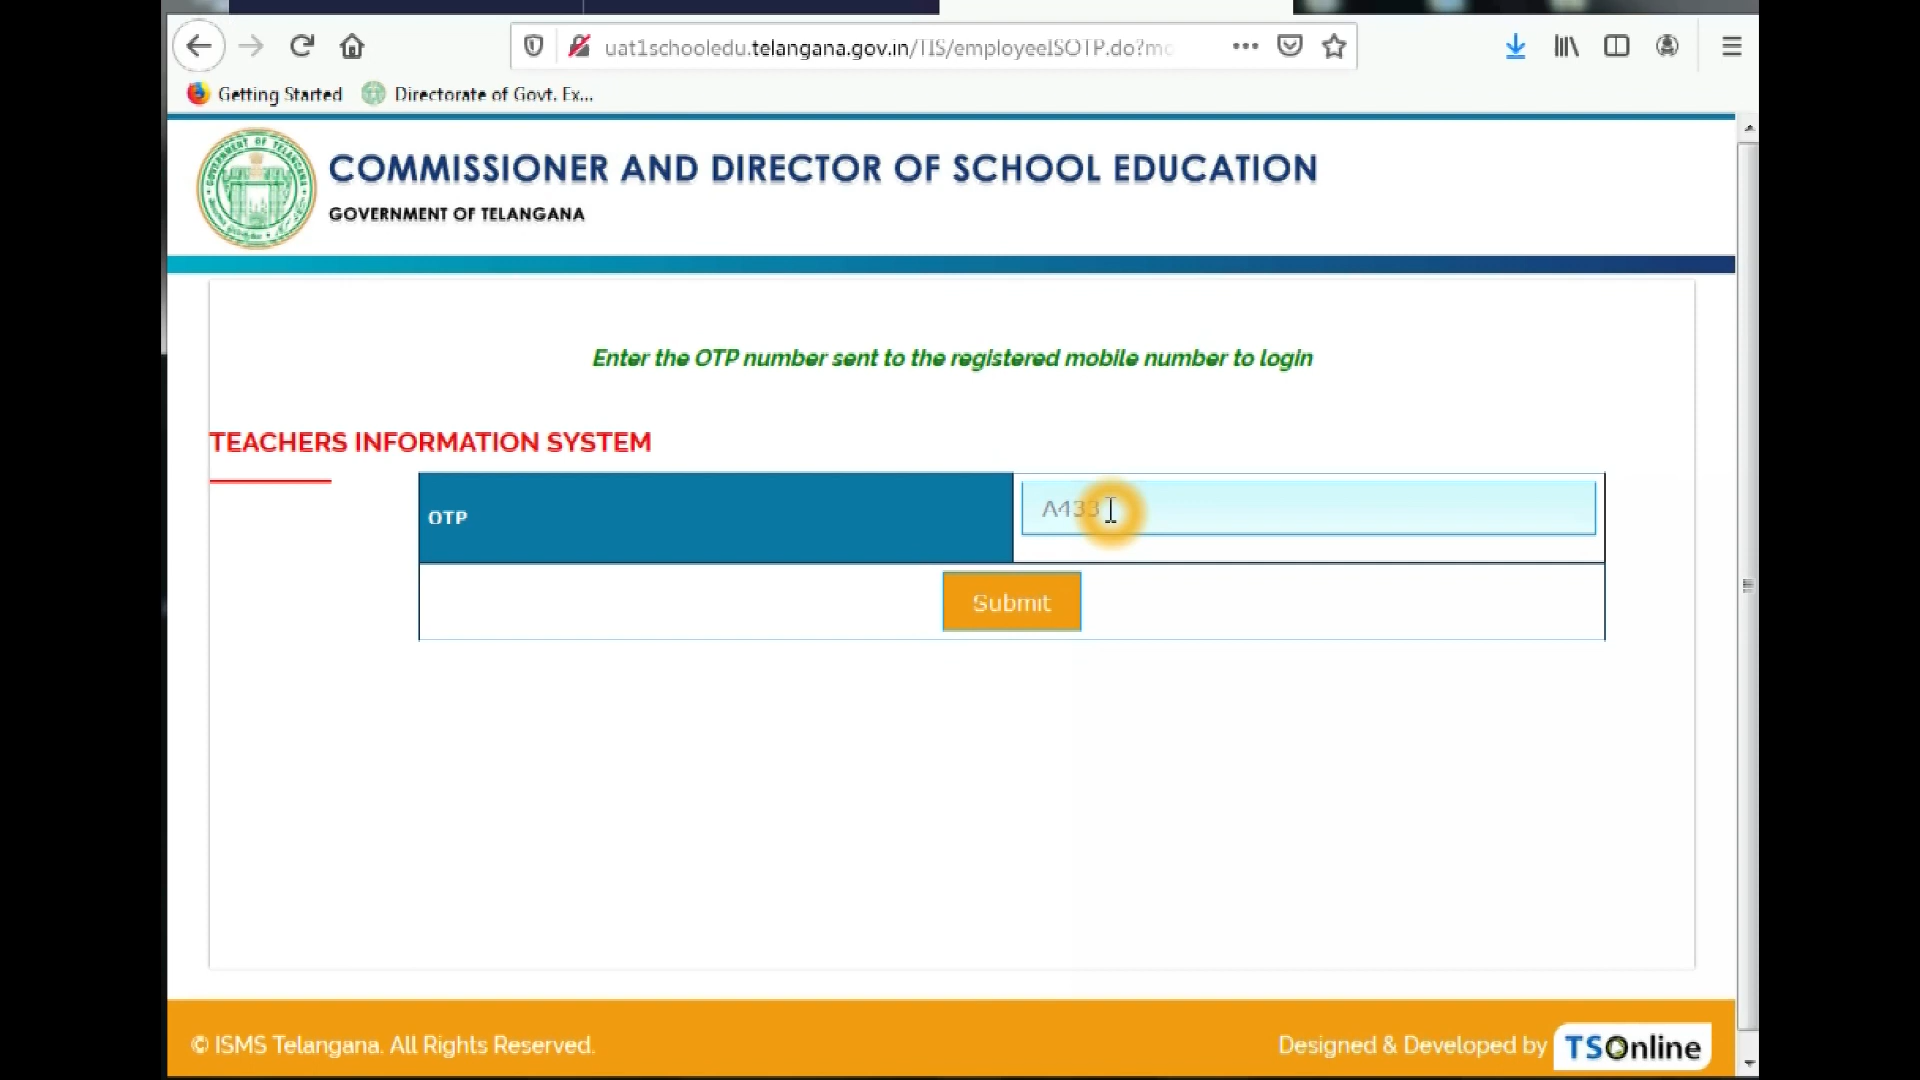 uat1schooledu.telangana.gov.in/TIS/employeeISOTP.do?mo
Getting Started
Directorate of Govt. Ex...
COMMISSIONER AND DIRECTOR OF SCHOOL EDUCATION
GOVERNMENT OF TELANGANA
Enter the OTP number sent to the registered mobile number to login
TEACHERS INFORMATION SYSTEM
OTP
A433
Submit
© ISMS Telangana. All Rights Reserved.
Designed & Developed by TSOnline